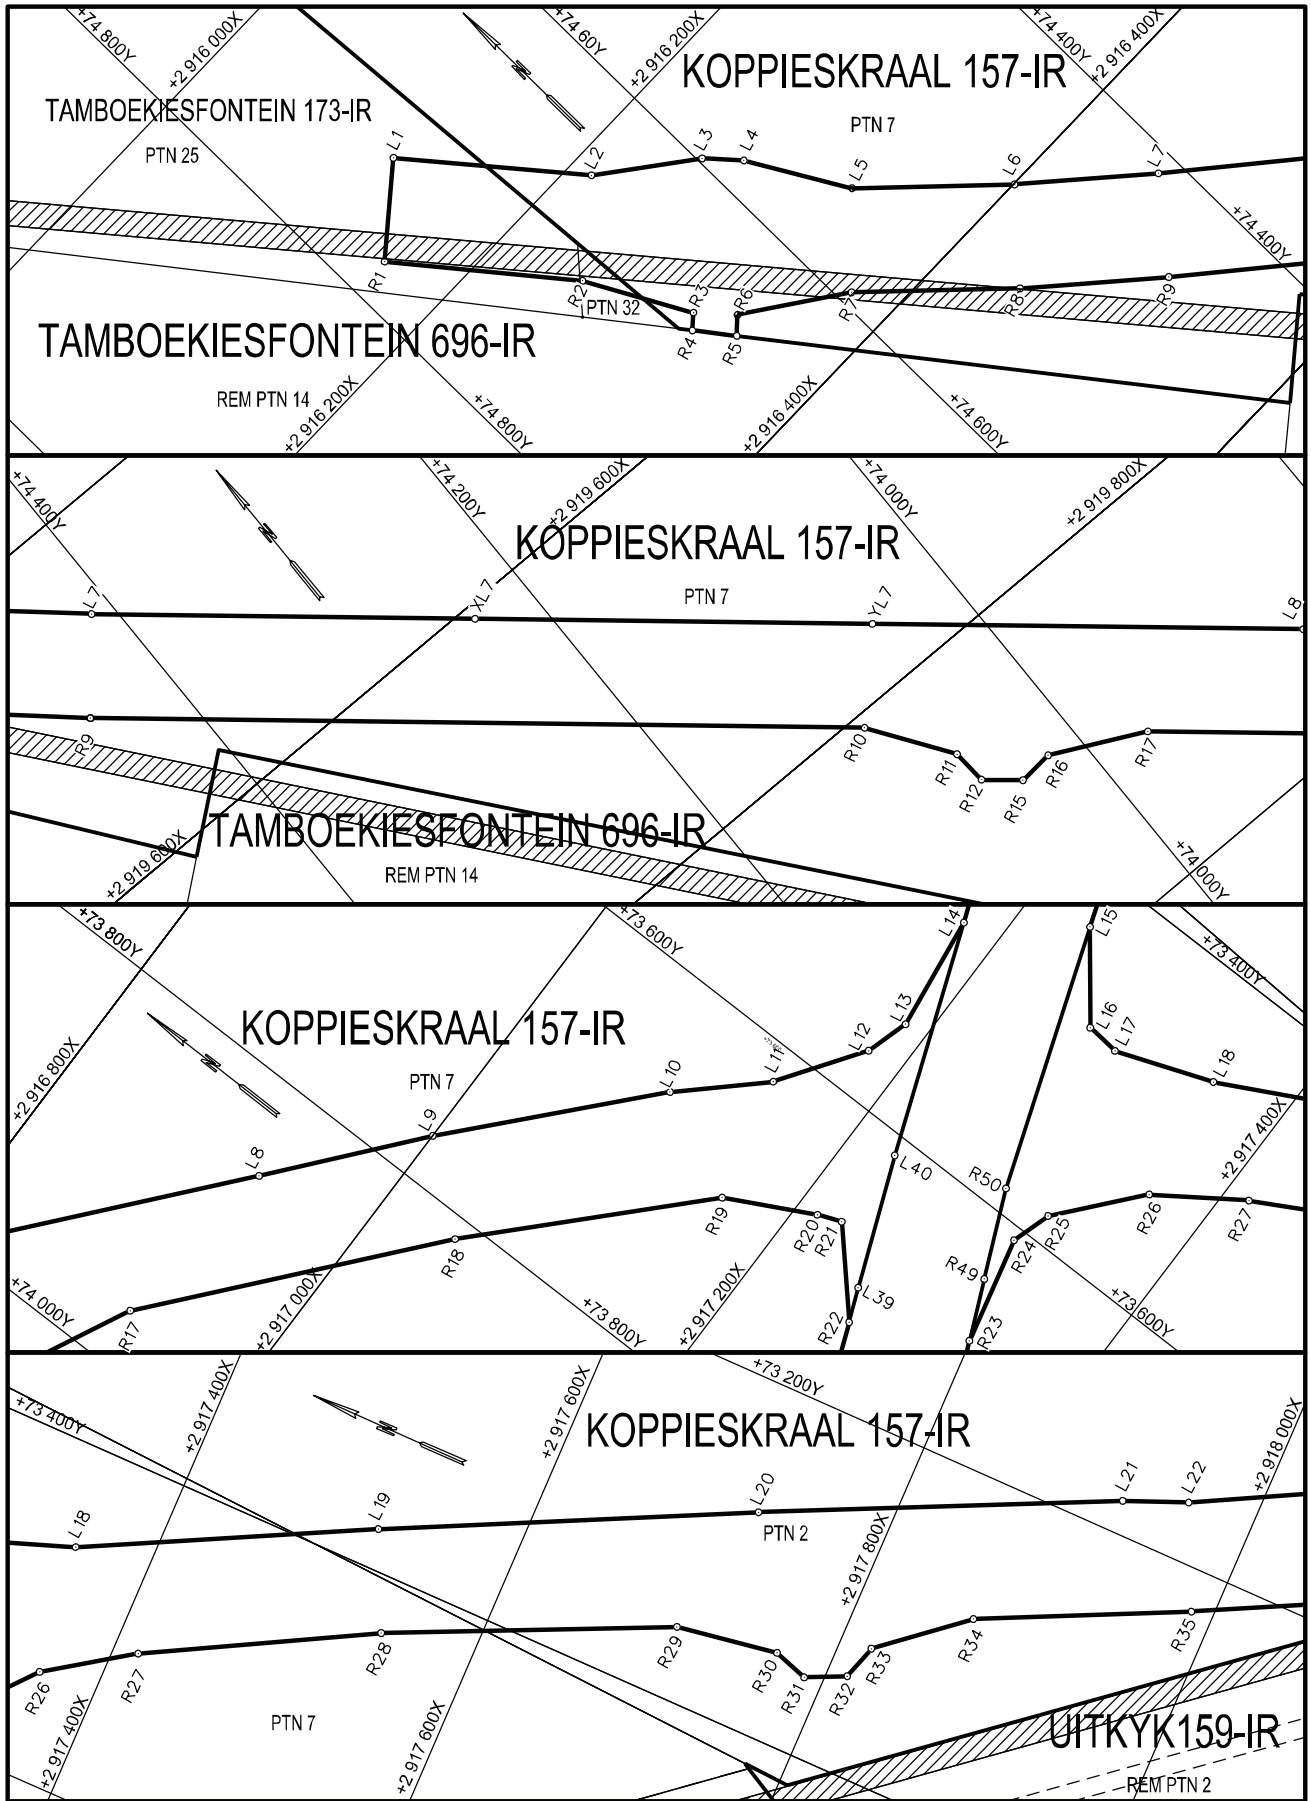 +74 800Y
+2 916 000X
+74 60Y
+2 916 200X
+74 400Y
+2 916 400X
N
KOPPIESKRAAL 157-IR
PTN 7
TAMBOEKIESFONTEIN 173-IR
PTN 25
L1
L2
L3
L4
L5
L6
L7
+74 400Y
R1
R2
R3
R4
R5
R6
R7
R8
R9
PTN 32
TAMBOEKIESFONTEIN 696-IR
REM PTN 14
+2 916 200X
+74 800Y
+2 916 400X
+74 600Y
+74 400Y
+74 200Y
+2 919 600X
+74 000Y
+2 919 800X
N
KOPPIESKRAAL 157-IR
PTN 7
L7
XL7
YL7
L8
R9
R10
R11
R12
R15
R16
R17
TAMBOEKIESFONTEIN 696-IR
REM PTN 14
+2 919 600X
+74 000Y
+73 800Y
+73 600Y
L14
L15
+73 400Y
+2 916 800X
N
KOPPIESKRAAL 157-IR
PTN 7
L8
L9
L10
L11
L12
L13
L16
L17
L18
+2 917 400X
L40
R50
R17
R18
R19
R20
R21
R22
L39
R49
R23
R24
R25
R26
R27
+74 000Y
+2 917 000X
+73 800Y
+2 917 200X
+73 600Y
+73 400Y
+2 917 400X
N
+2 917 600X
+73 200Y
KOPPIESKRAAL 157-IR
+2 918 000X
L18
L19
L20
L21
L22
PTN 2
+2 917 800X
R26
R27
R28
R29
R30
R31
R32
R33
R34
R35
+2 917 400X
PTN 7
+2 917 600X
UITKYK159-IR
REM PTN 2